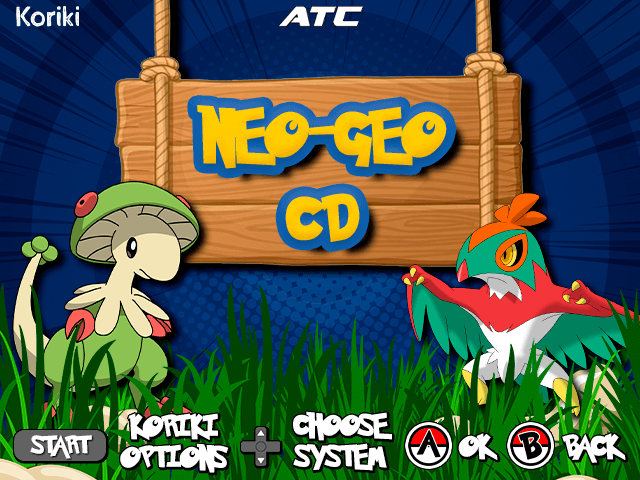 Koriki
ATC
NEO-GEO
CD
START
KORIKI
OPTIONS
CHOOSE
SYSTEM
A OK
B BACK